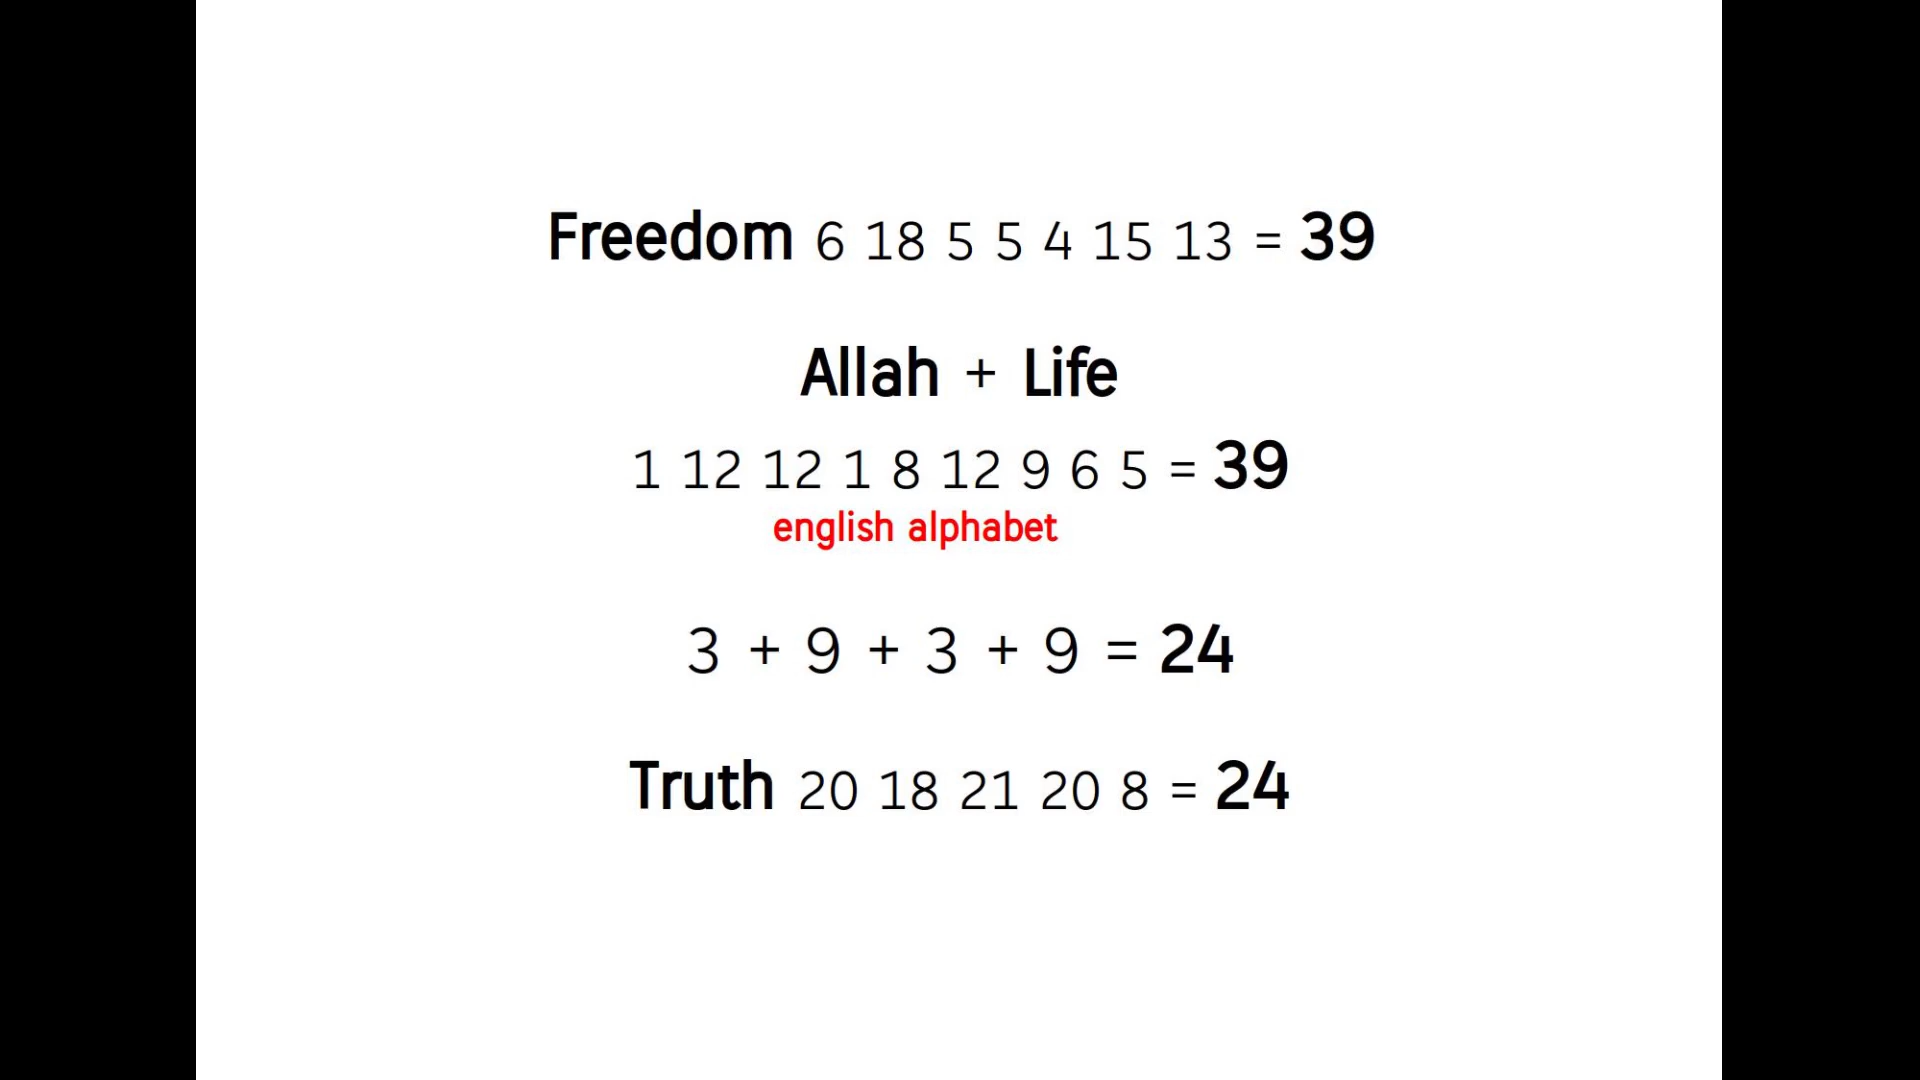 Freedom 6 18 5 5 4 15 13 = 39
Allah + Life
1 12 12 1 8 12 9 6 5 = 39
english alphabet
3 + 9 + 3 + 9 = 24
Truth 20 18 21 20 8 = 24